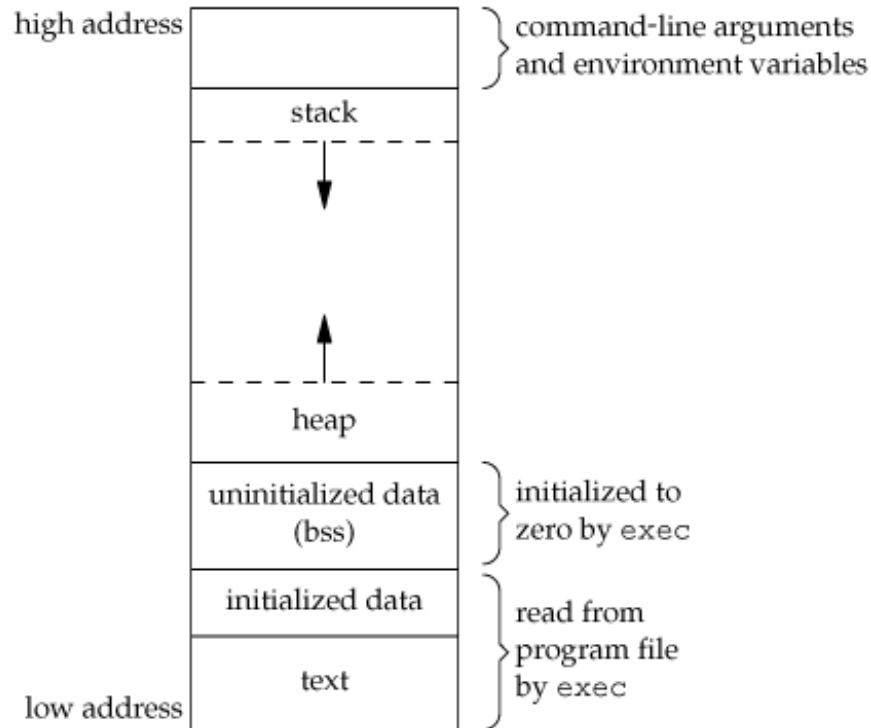 high address
command-line arguments
and environment variables
stack
heap
uninitialized data
(bss)
initialized to
zero by exec
initialized data
read from
program file
by exec
text
low address